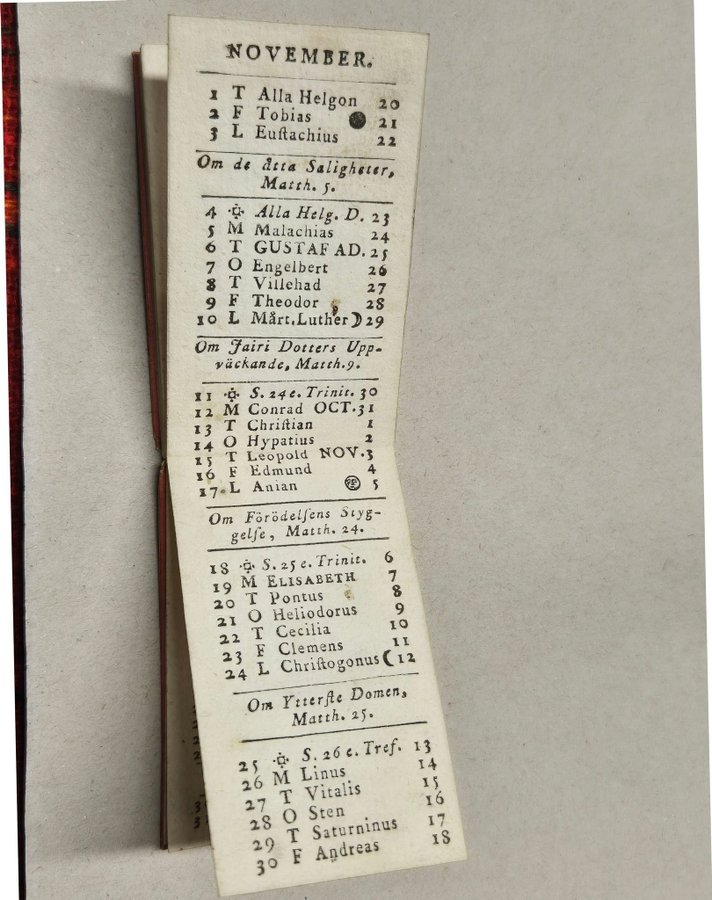 NOVEMBER.
1 T Alla Helgon 20
2 F Tobias 21
3 L Euſtachius 22
Om de åtta Saligheter,
Matth. 5.
4 Alla Helg. D. 23
5 M Malachias 24
6 T GUSTAF AD. 25
7 O Engelbert 26
8 T Villehad 27
9 F Theodor 28
10 L Mårt. Luther ☽ 29
Om Jairi Dotters Upp-
väckande, Matth. 9.
11 S. 24 e. Trinit. 30
12 M Conrad OCT. 31
13 T Chriſtian 1
14 O Hypatius 2
15 T Leopold NOV. 3
16 F Edmund 4
17 L Anian 5
Om Förödelſens Styg-
gelſe, Matth. 24.
18 S. 25 e. Trinit. 6
19 M ELISABETH 7
20 T Pontus 8
21 O Heliodorus 9
22 T Cecilia 10
23 F Clemens 11
24 L Chriſtogonus ☾ 12
Om Ytterſte Domen,
Matth. 25.
25 S. 26 e. Tref. 13
26 M Linus 14
27 T Vitalis 15
28 O Sten 16
29 T Saturninus 17
30 F Andreas 18